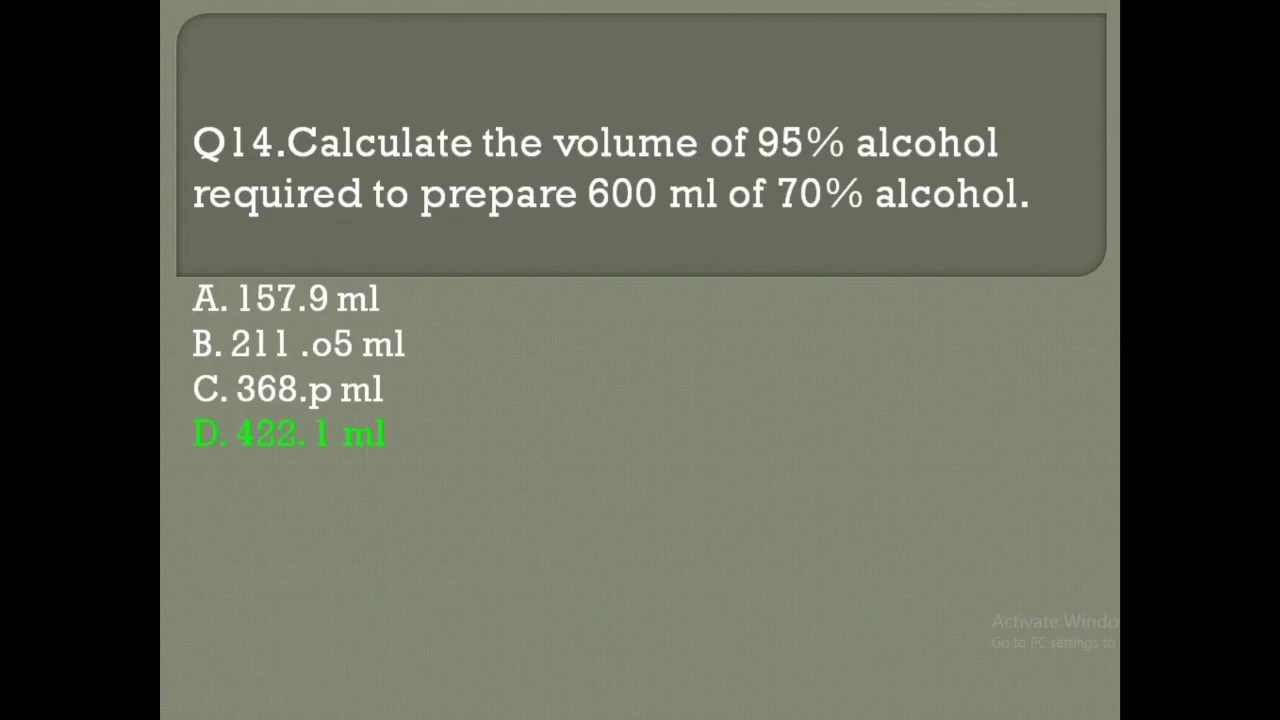 Q14.Calculate the volume of 95% alcohol
required to prepare 600 ml of 70% alcohol.
A. 157.9 ml
B. 211 .o5 ml
C. 368.p ml
D. 422. 1 ml
Activate Windo
Go to PC settings to